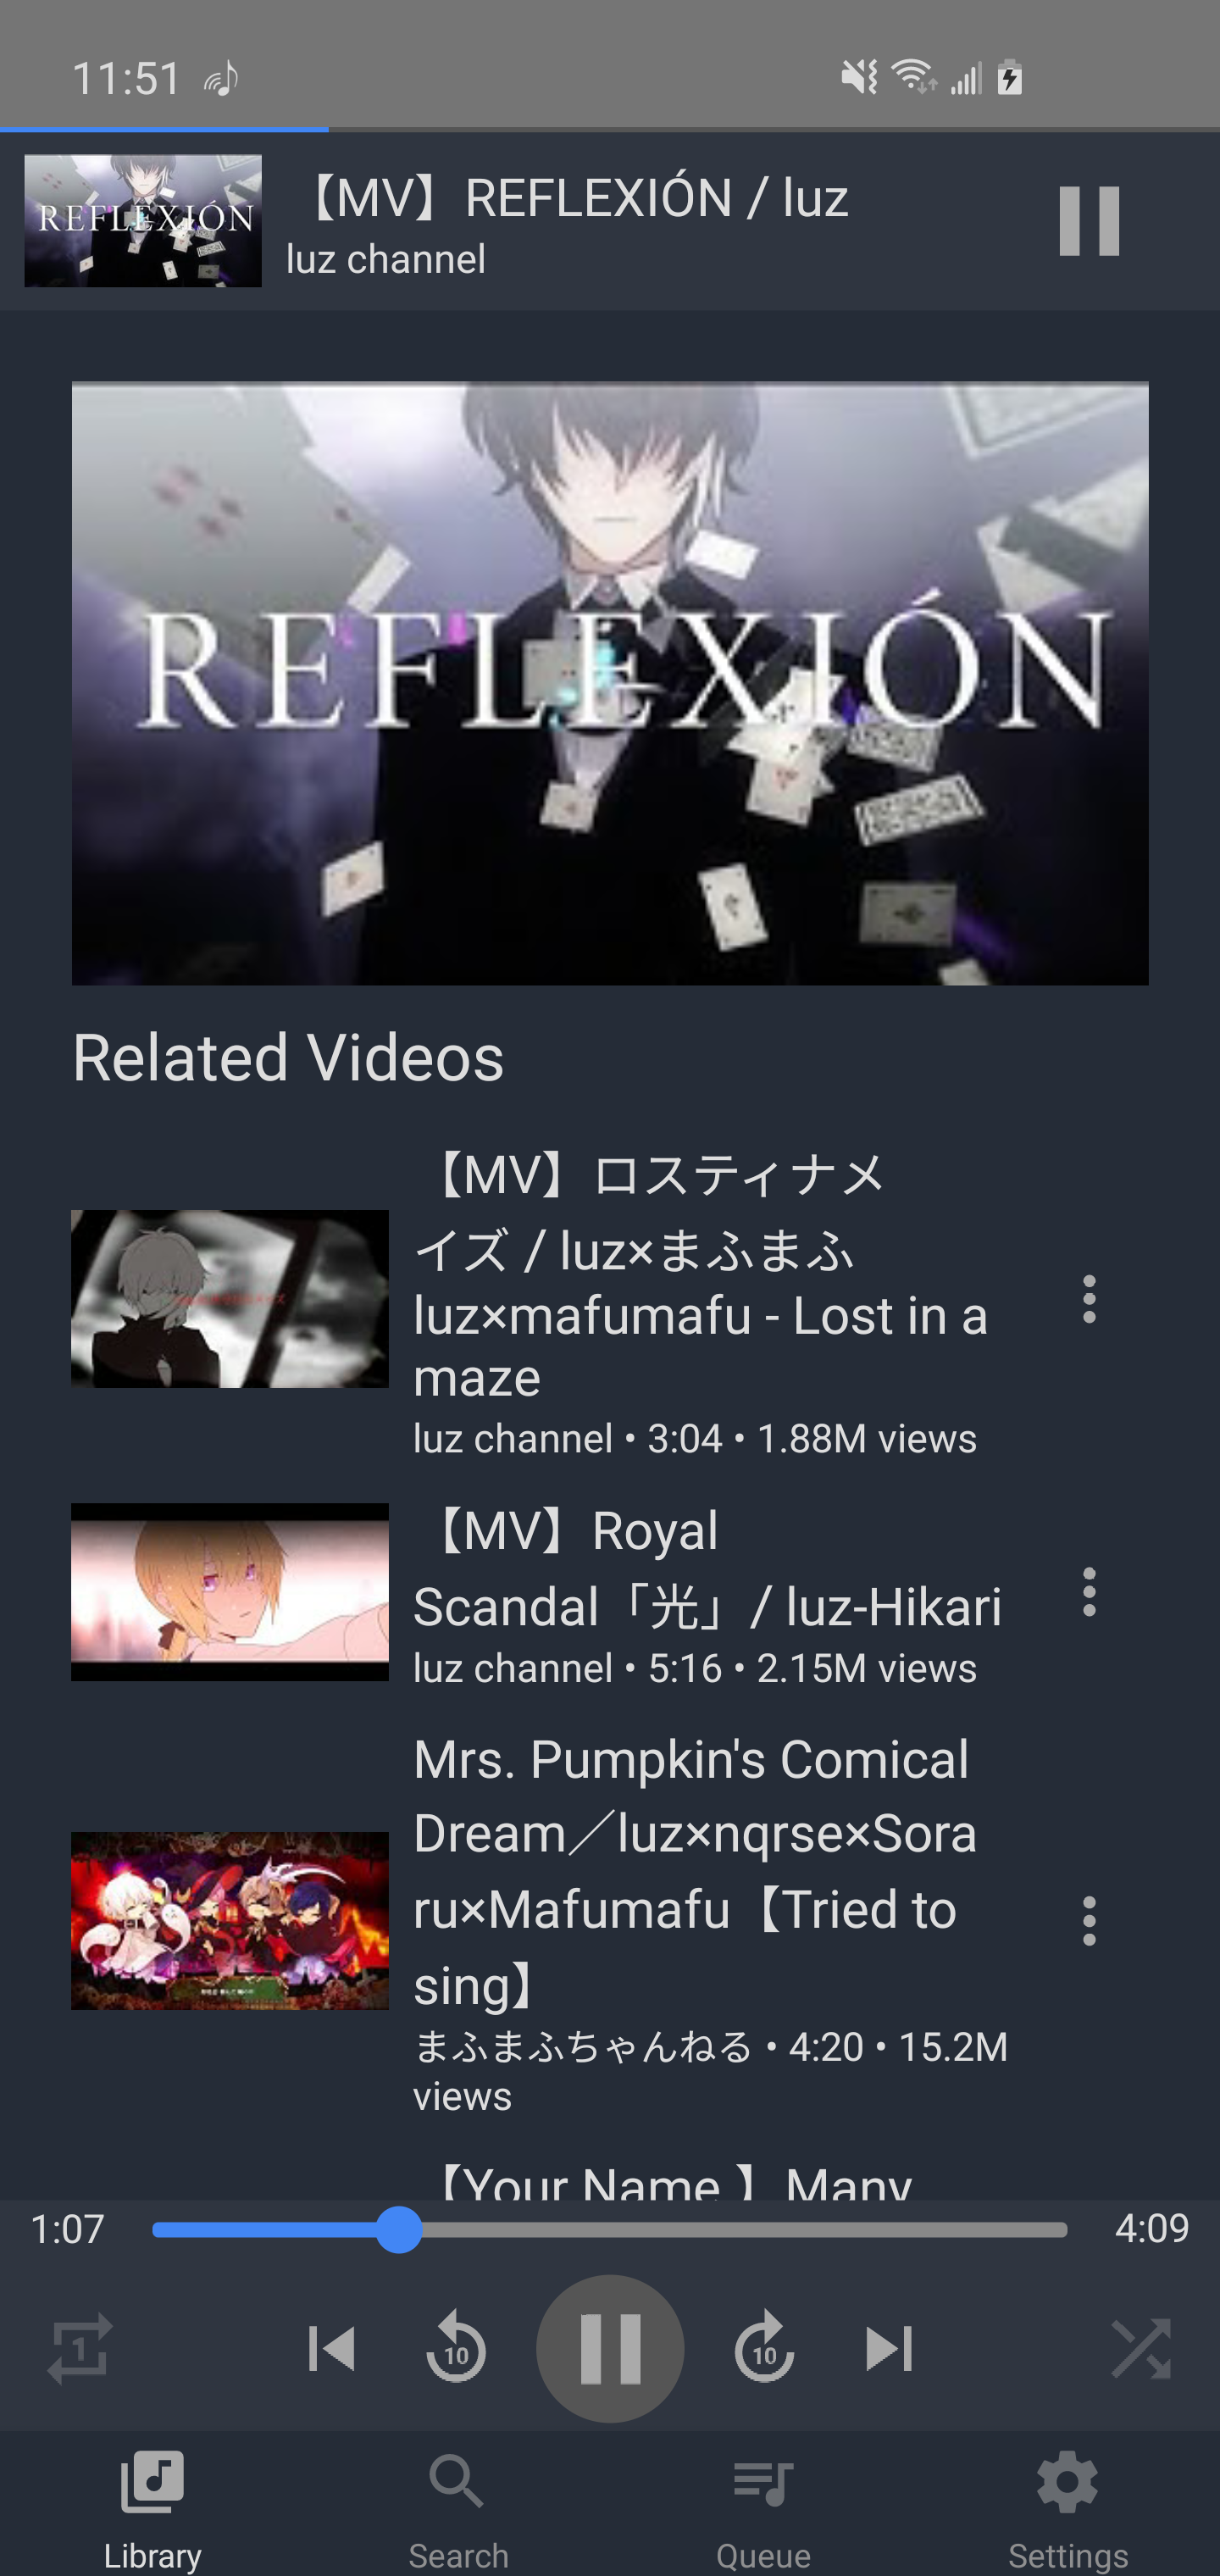 11:51
REFLEXIÓN
【MV】REFLEXIÓN / luz
luz channel
REFLEXIÓN
Related Videos
【MV】ロスティナメ
イズ / luz×まふまふ
luz×mafumafu - Lost in a
maze
luz channel • 3:04 • 1.88M views
【MV】Royal
Scandal「光」/ luz-Hikari
luz channel • 5:16 • 2.15M views
Mrs. Pumpkin's Comical
Dream／luz×nqrse×Sora
ru×Mafumafu【Tried to
sing】
まふまふちゃんねる • 4:20 • 15.2M
views
【Your Name 】Many
1:07
4:09
1
10
10
Library
Search
Queue
Settings